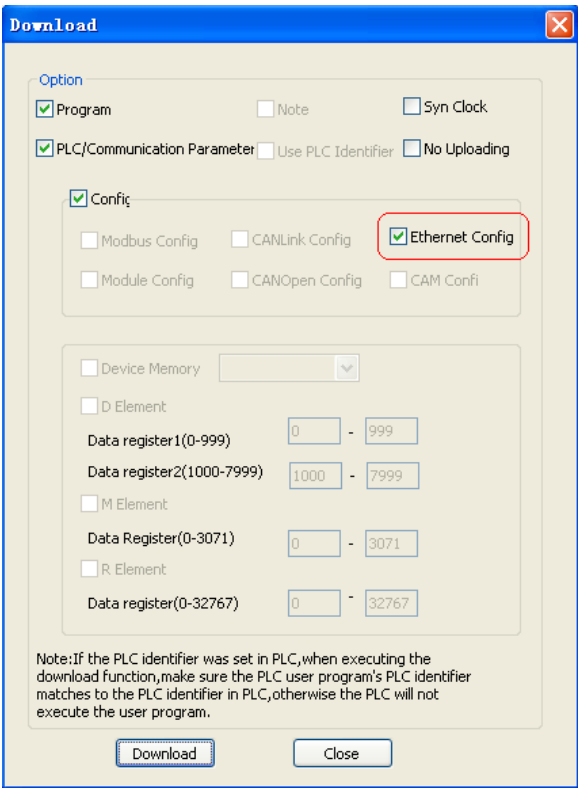 Download
Option
Program Note Syn Clock
PLC/Communication Parameter Use PLC Identifier No Uploading
Config
Modbus Config CANLink Config Ethernet Config
Module Config CANOpen Config CAM Confi
Device Memory
D Element
Data register1(0-999) 0 - 999
Data register2(1000-7999) 1000 - 7999
M Element
Data Register(0-3071) 0 - 3071
R Element
Data register(0-32767) 0 - 32767
Note:If the PLC identifier was set in PLC,when executing the
download function,make sure the PLC user program's PLC identifier
matches to the PLC identifier in PLC,otherwise the PLC will not
execute the user program.
Download Close